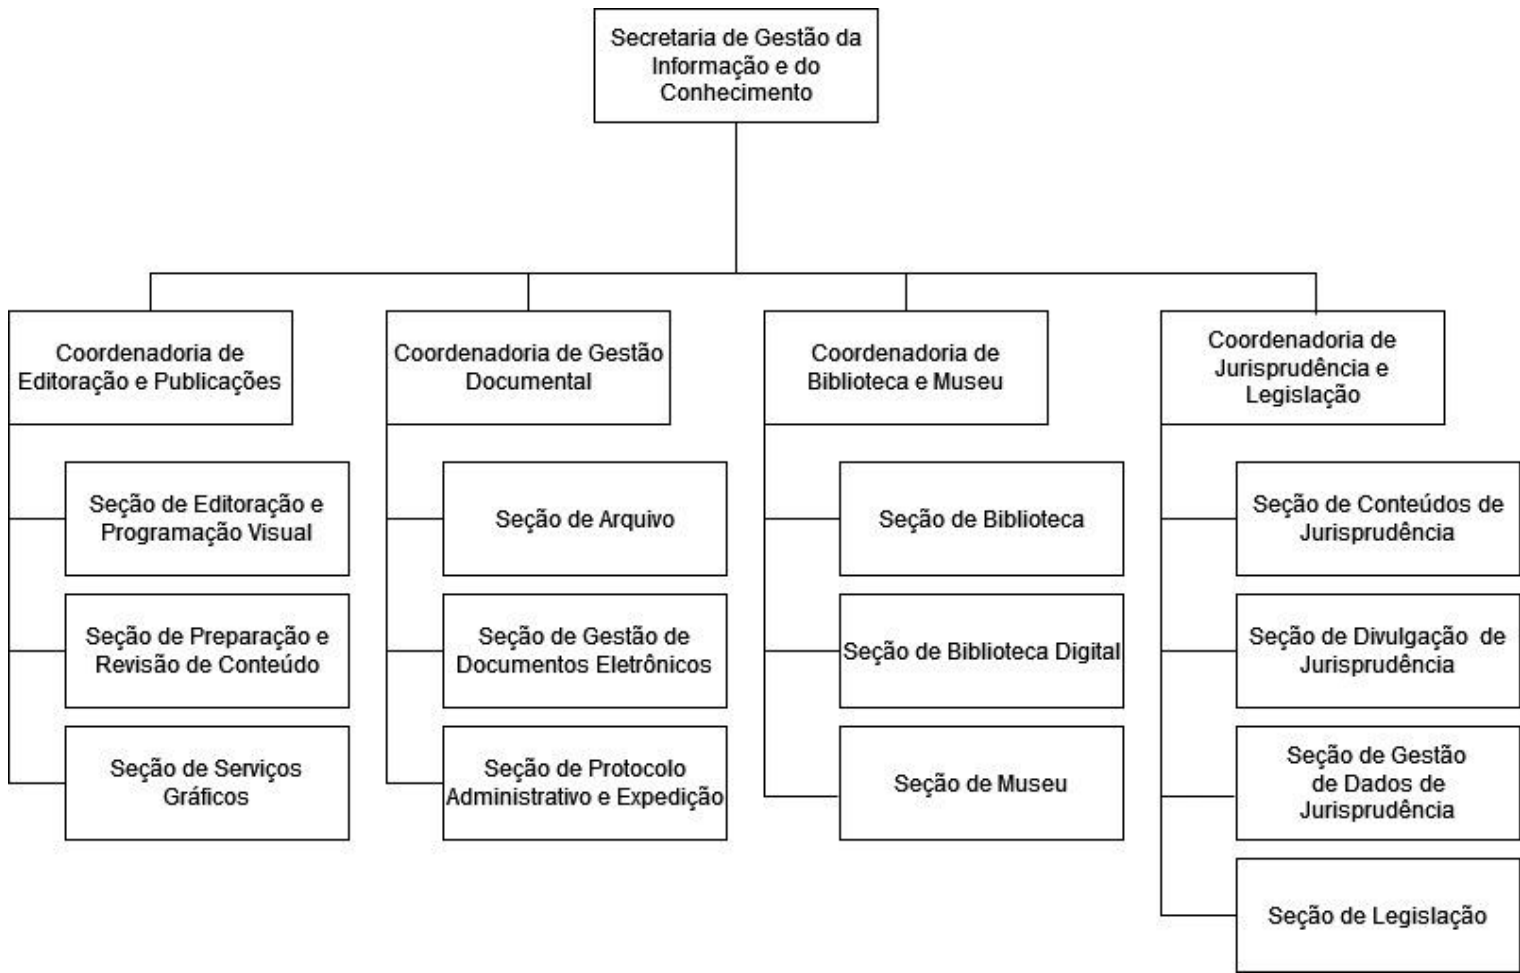 Secretaria de Gestão da
Informação e do
Conhecimento
Coordenadoria de
Editoração e Publicações
Coordenadoria de Gestão
Documental
Coordenadoria de
Biblioteca e Museu
Coordenadoria de
Jurisprudência e
Legislação
Seção de Editoração e
Programação Visual
Seção de Arquivo
Seção de Biblioteca
Seção de Conteúdos de
Jurisprudência
Seção de Preparação e
Revisão de Conteúdo
Seção de Gestão de
Documentos Eletrônicos
Seção de Biblioteca Digital
Seção de Divulgação de
Jurisprudência
Seção de Serviços
Gráficos
Seção de Protocolo
Administrativo e Expedição
Seção de Museu
Seção de Gestão
de Dados de
Jurisprudência
Seção de Legislação